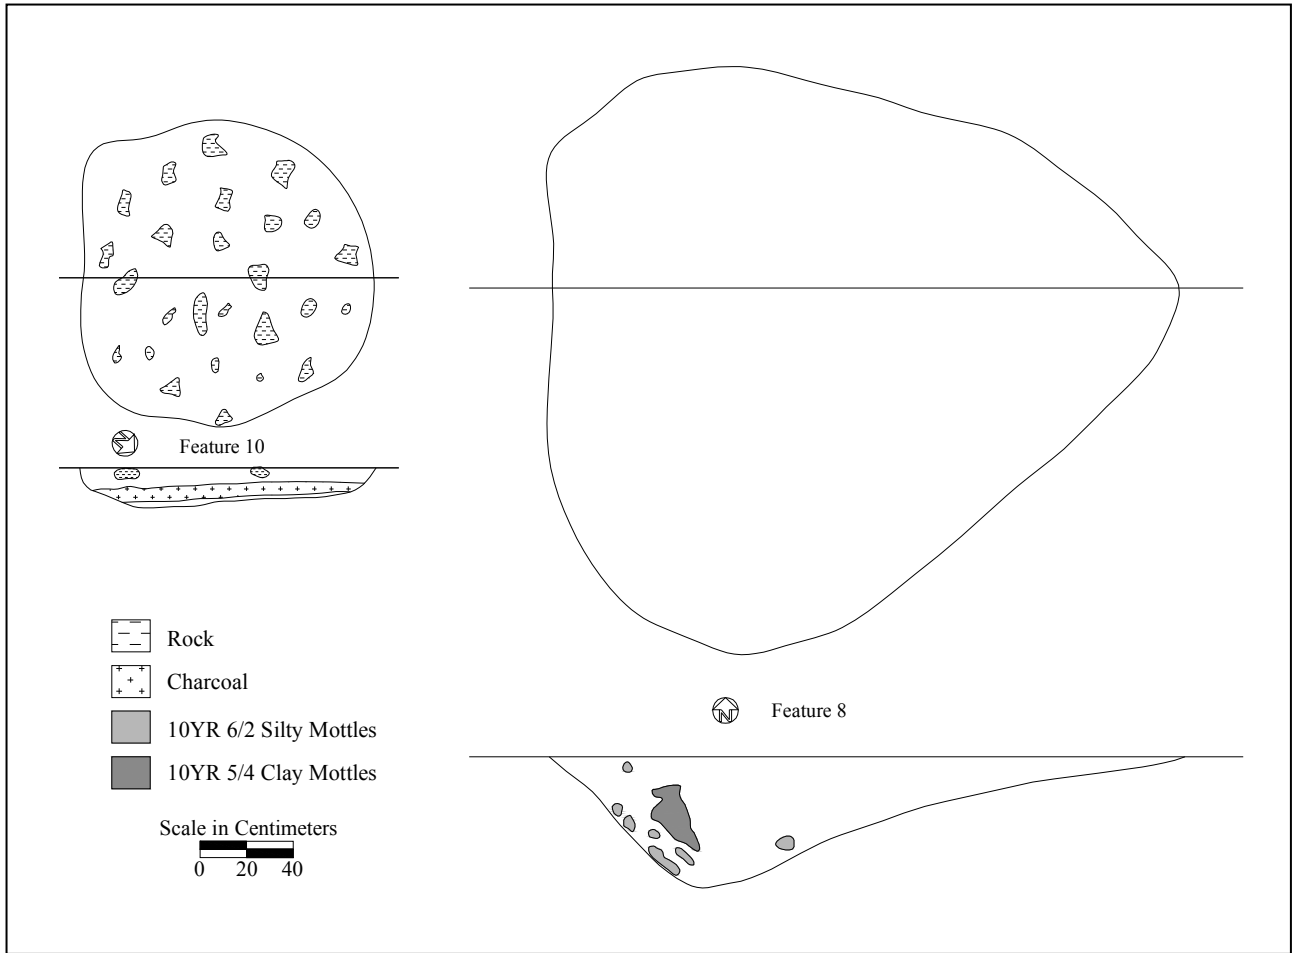 Feature 10
Rock
Charcoal
10YR 6/2 Silty Mottles
10YR 5/4 Clay Mottles
Scale in Centimeters
0 20 40
N
Feature 8